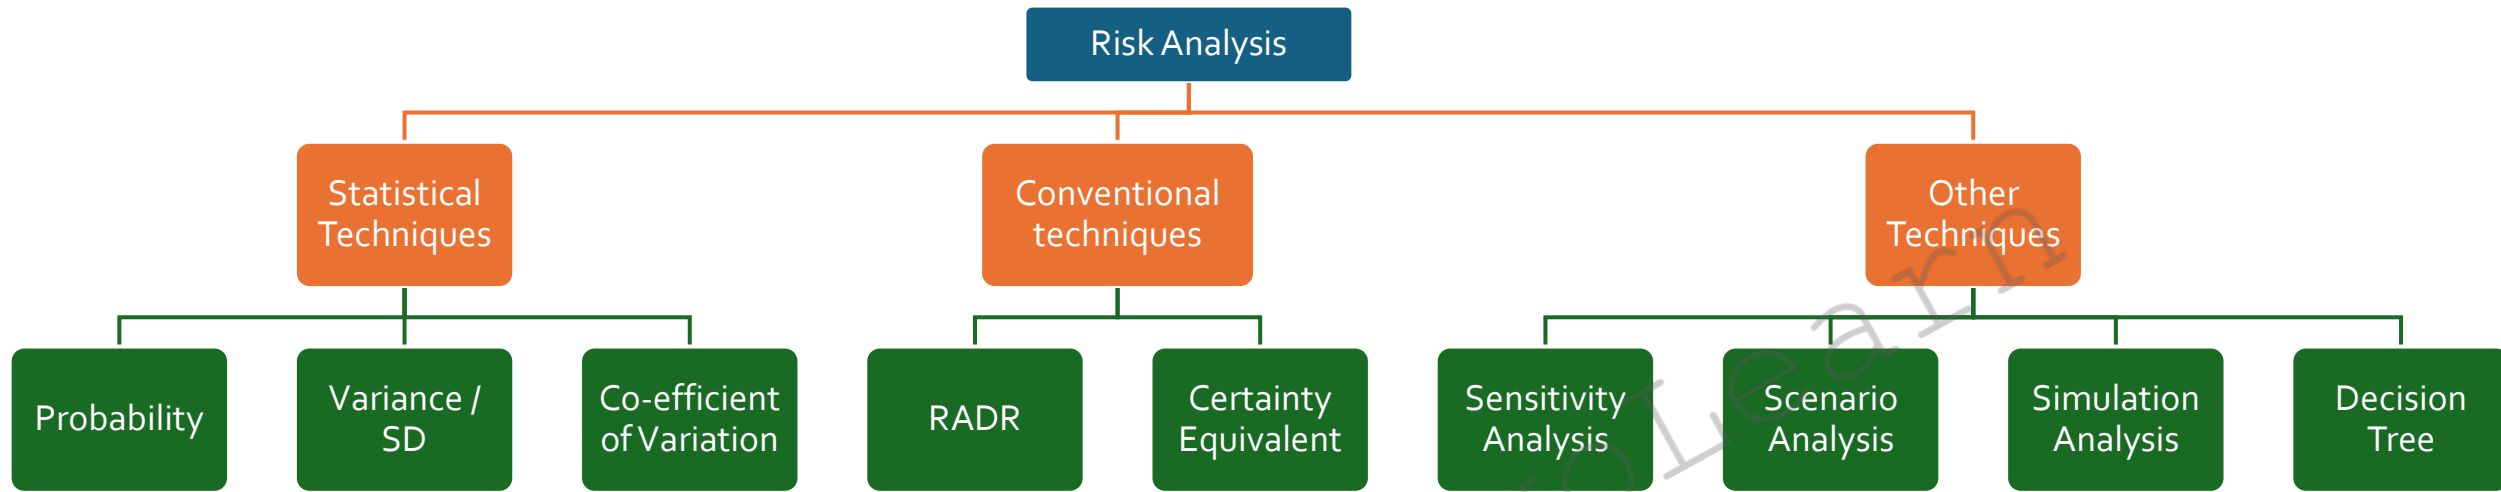 Risk Analysis
Statistical
Techniques
Conventional
techniques
Other
Techniques
Probability
Variance /
SD
Co-efficient
of Variation
RADR
Certainty
Equivalent
Sensitivity
Analysis
Scenario
Analysis
Simulation
Analysis
Decision
Tree